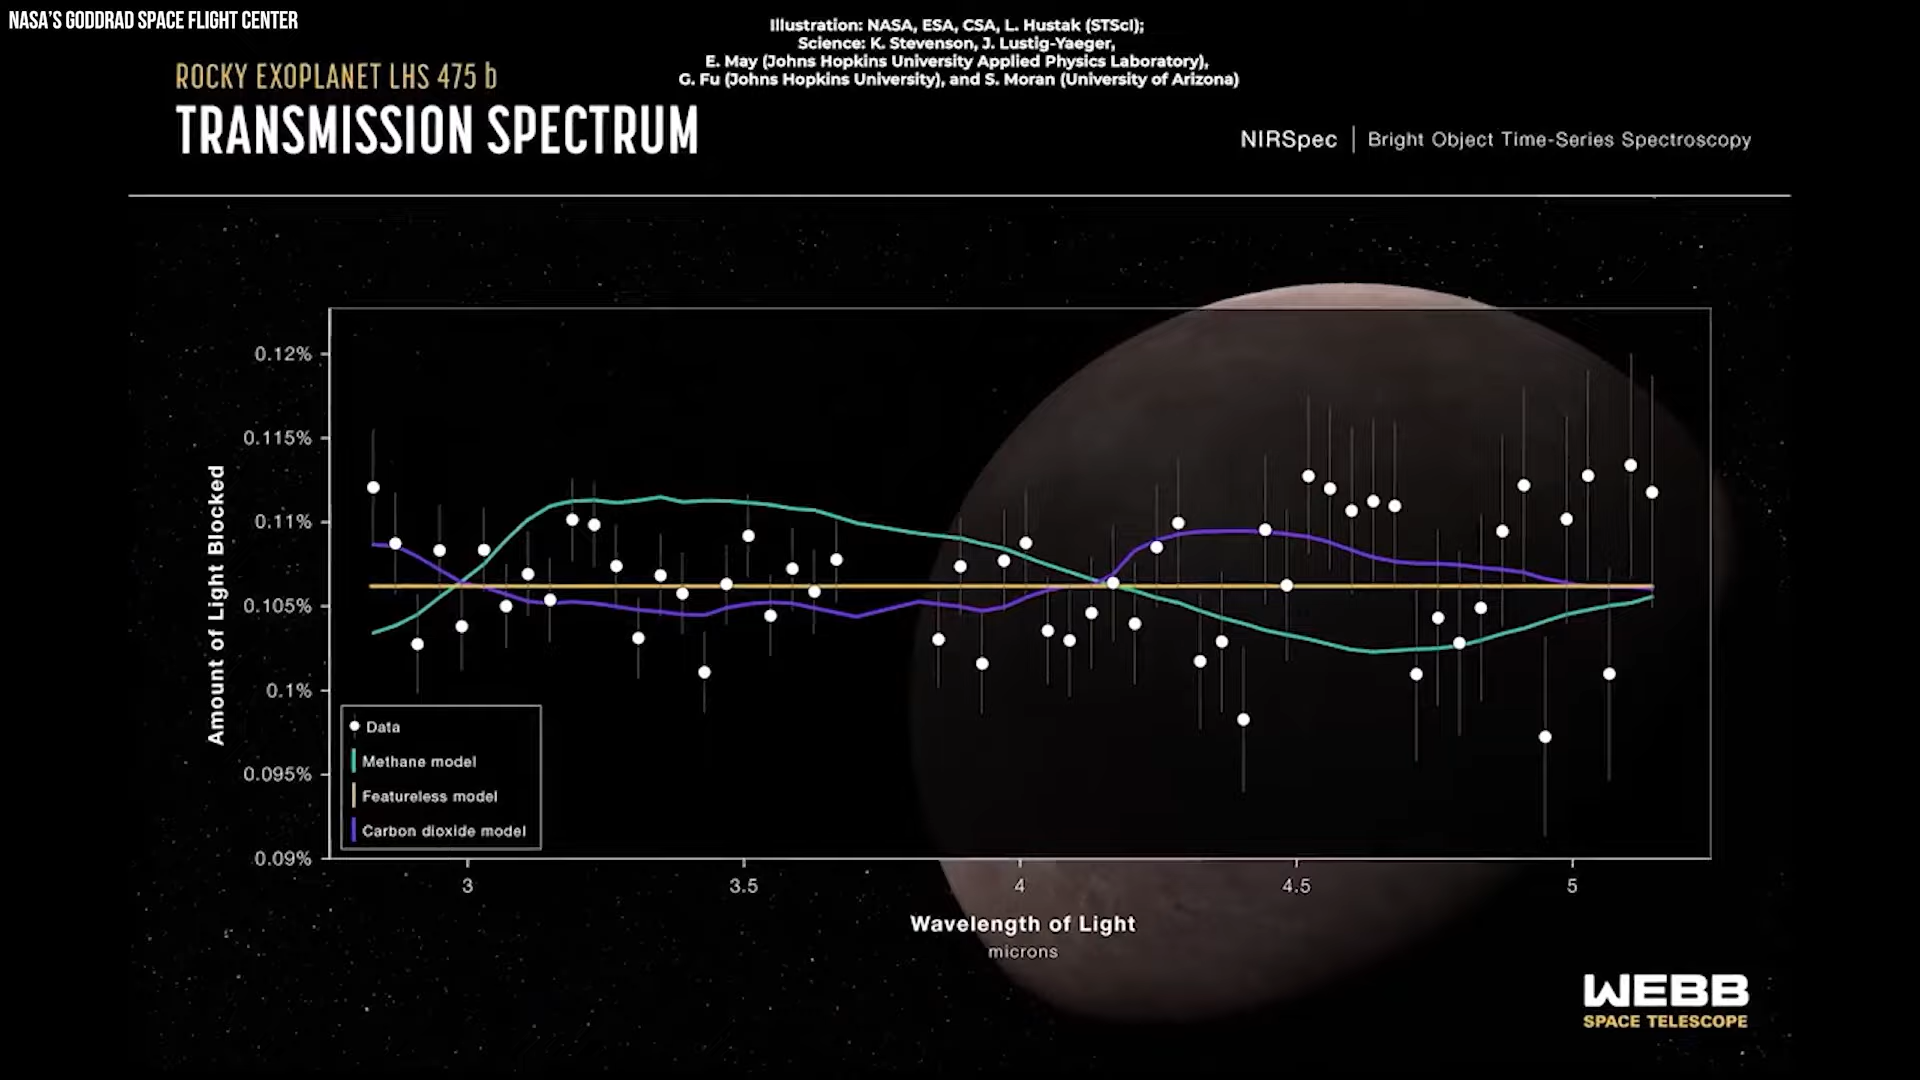 NASA'S GODDRAD SPACE FLIGHT CENTER
Illustration: NASA, ESA, CSA, L. Hustak (STScI);
Science: K. Stevenson, J. Lustig-Yaeger,
E. May (Johns Hopkins University Applied Physics Laboratory),
G. Fu (Johns Hopkins University), and S. Moran (University of Arizona)
ROCKY EXOPLANET LHS 475 b
TRANSMISSION SPECTRUM
NIRSpec | Bright Object Time-Series Spectroscopy
Amount of Light Blocked
0.12%
0.115%
0.11%
0.105%
0.1%
0.095%
0.09%
Data
Methane model
Featureless model
Carbon dioxide model
3 3.5 4 4.5 5
Wavelength of Light
microns
WEBB
SPACE TELESCOPE